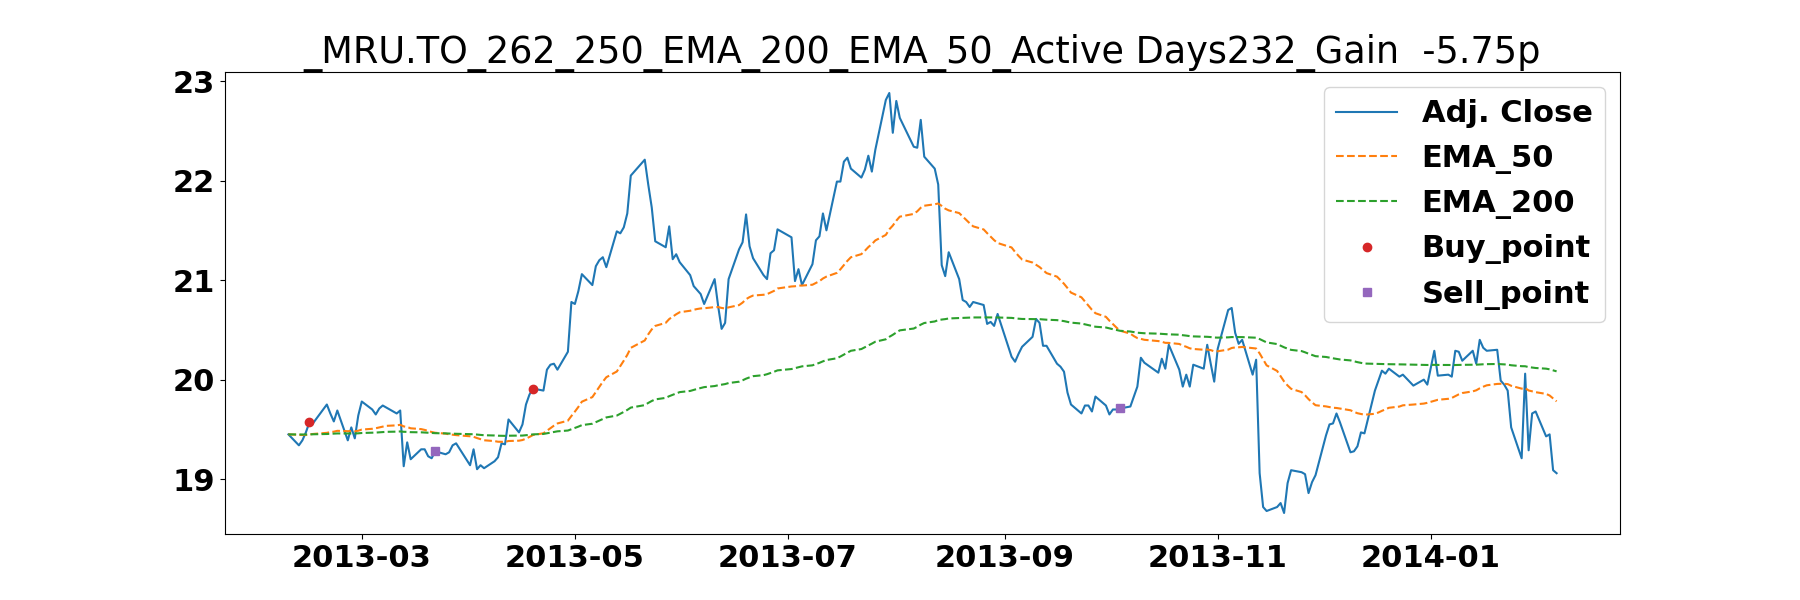 _MRU.TO_262_250_EMA_200_EMA_50_Active Days232_Gain  -5.75p
23
22
21
20
19
2013-03
2013-05
2013-07
2013-09
2013-11
2014-01
Adj. Close
EMA_50
EMA_200
Buy_point
Sell_point